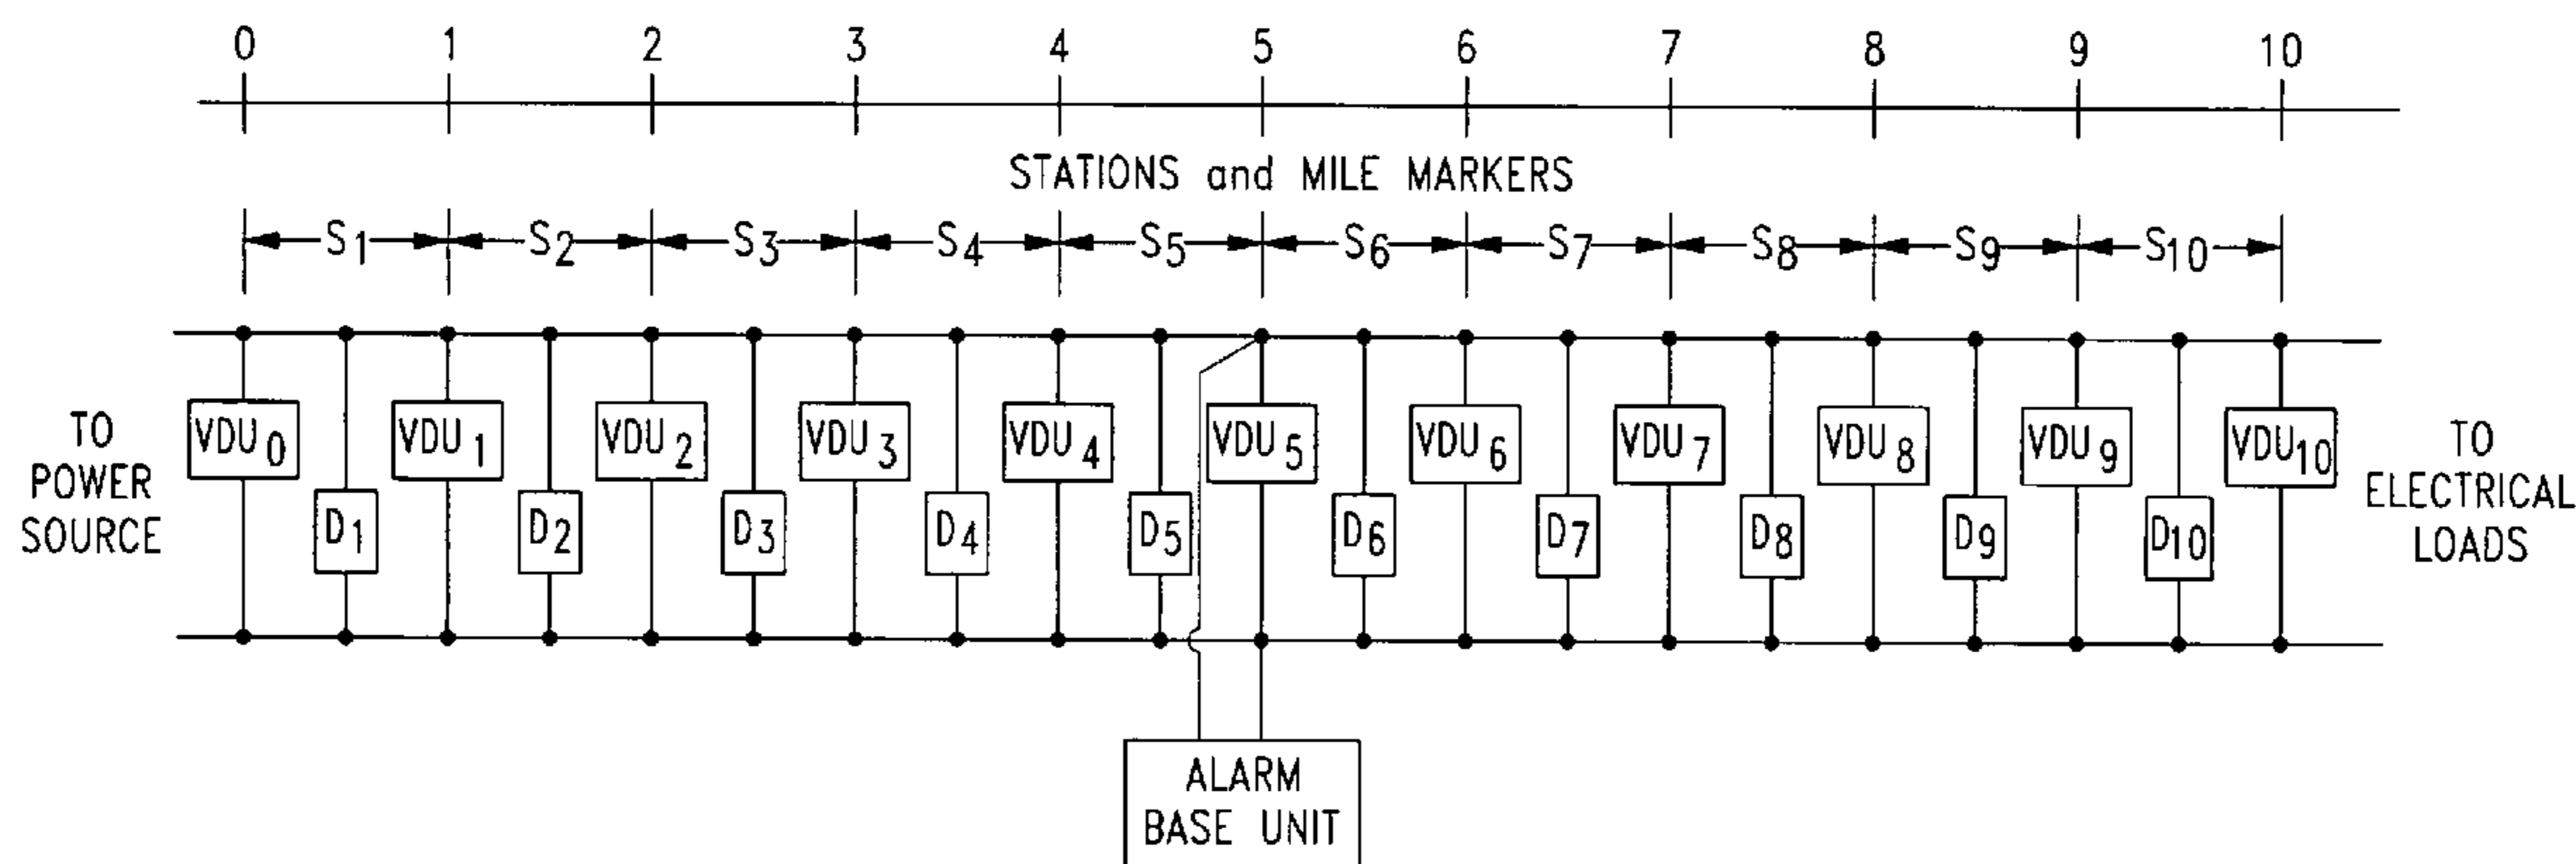 0 1 2 3 4 5 6 7 8 9 10
STATIONS and MILE MARKERS
S1 S2 S3 S4 S5 S6 S7 S8 S9 S10
TO
POWER
SOURCE
VDU0 VDU1 VDU2 VDU3 VDU4 VDU5 VDU6 VDU7 VDU8 VDU9 VDU10
D1 D2 D3 D4 D5 D6 D7 D8 D9 D10
TO
ELECTRICAL
LOADS
ALARM
BASE UNIT